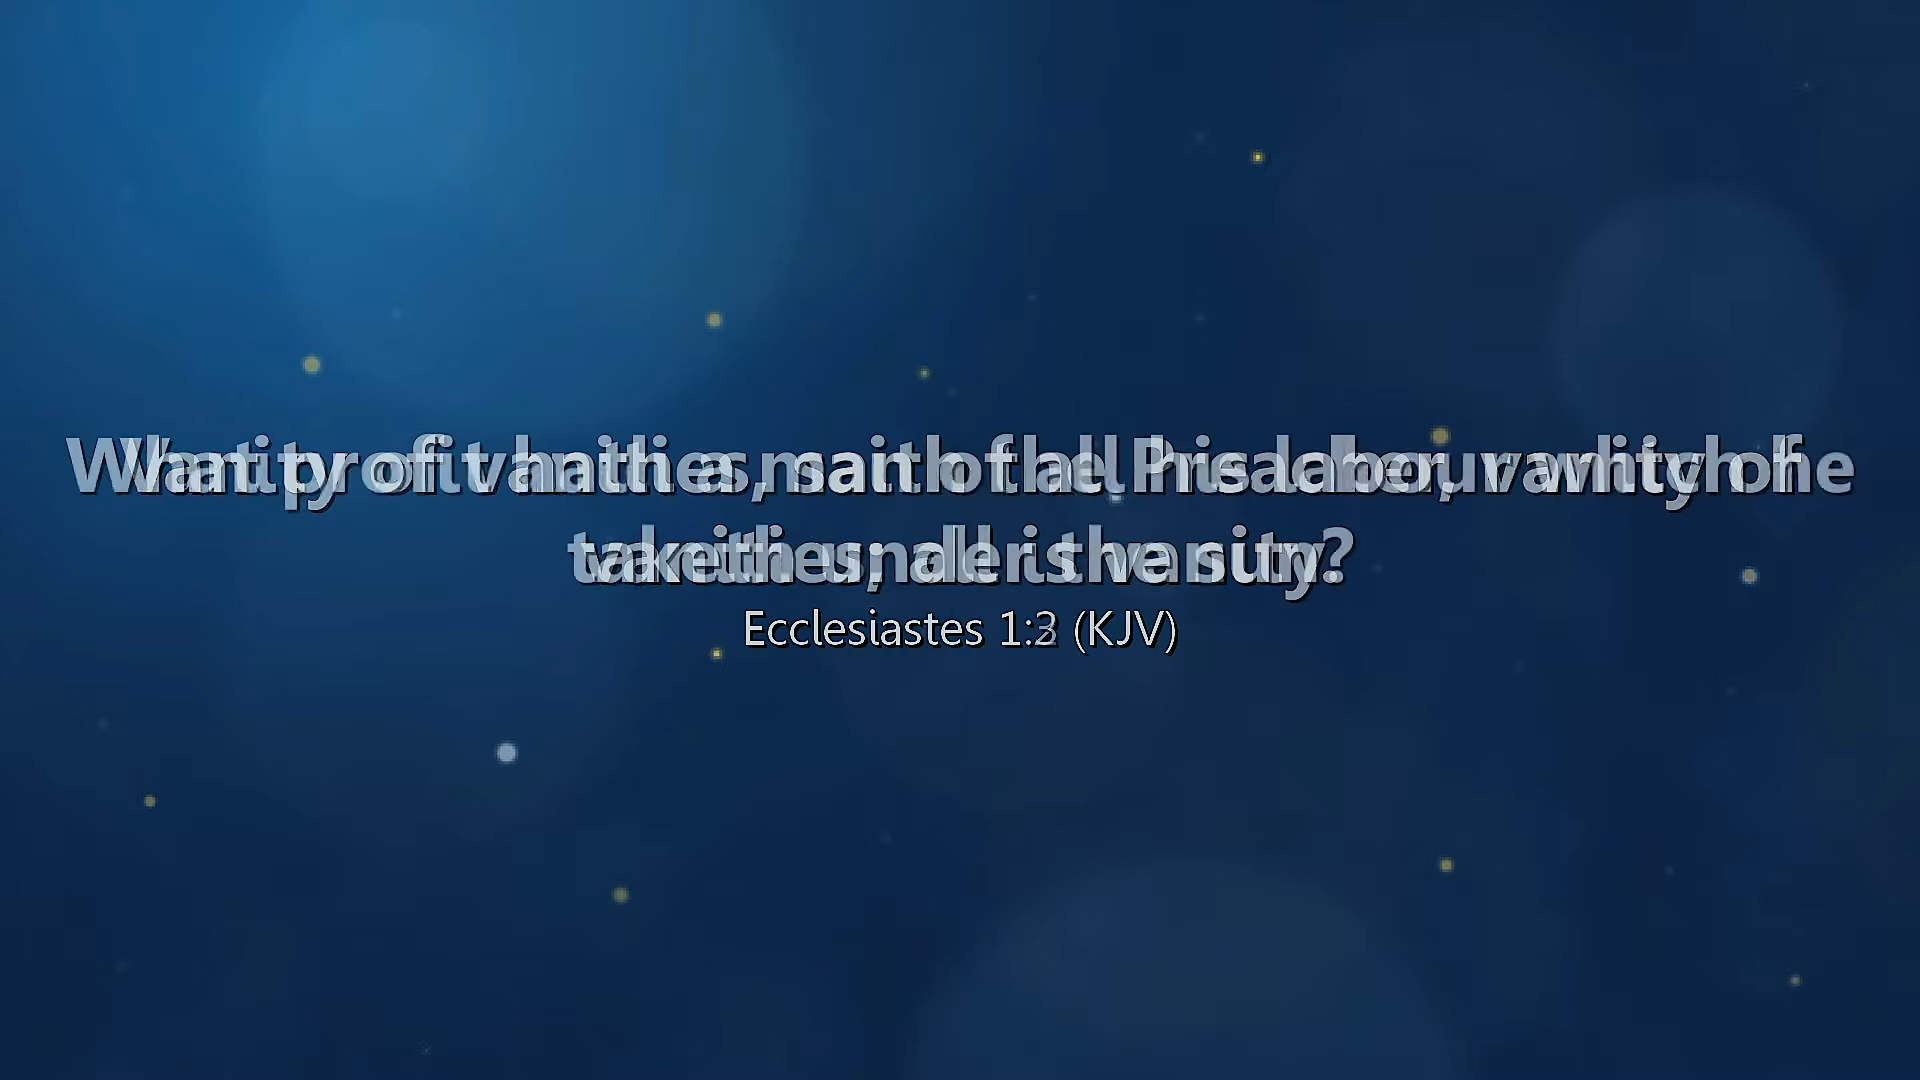 Vanity of vanities, saith the Preacher, vanity of
vanities; all is vanity.
What profit hath a man of all his labour which he
taketh under the sun?
Ecclesiastes 1:2 (KJV)
Ecclesiastes 1:3 (KJV)